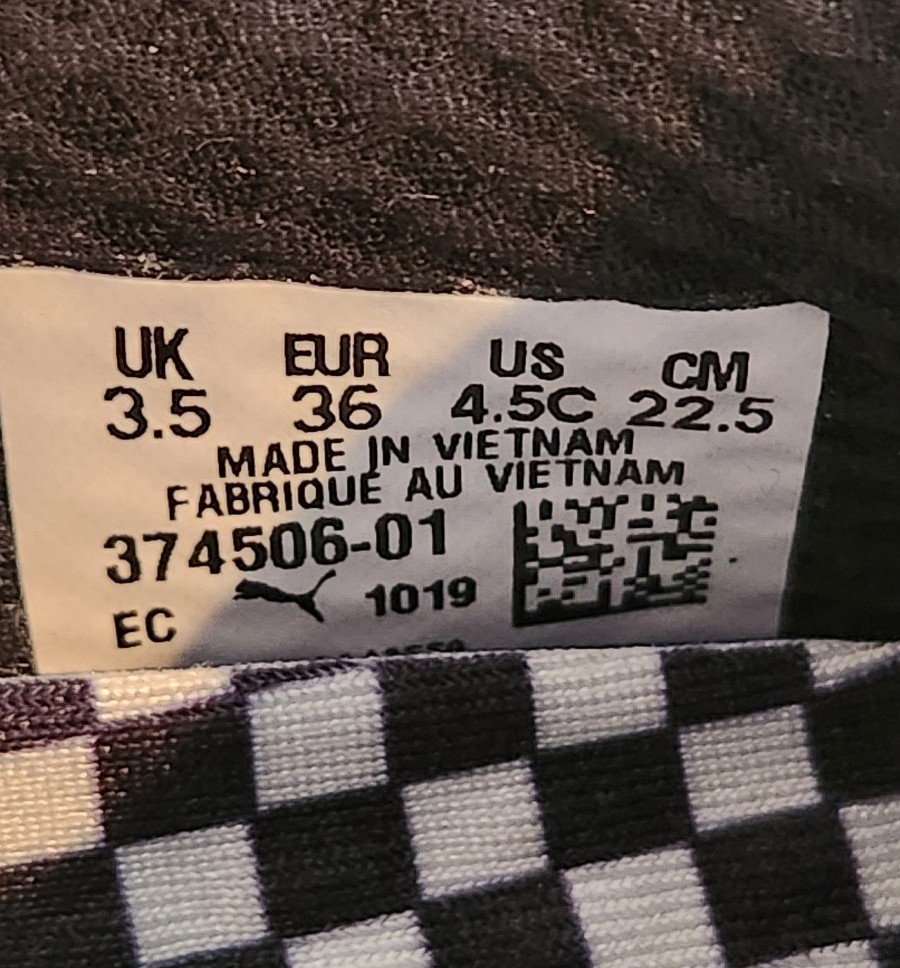 UK EUR US CM
3.5 36 4.5C 22.5
MADE IN VIETNAM
FABRIQUE AU VIETNAM
374506-01
EC 1019